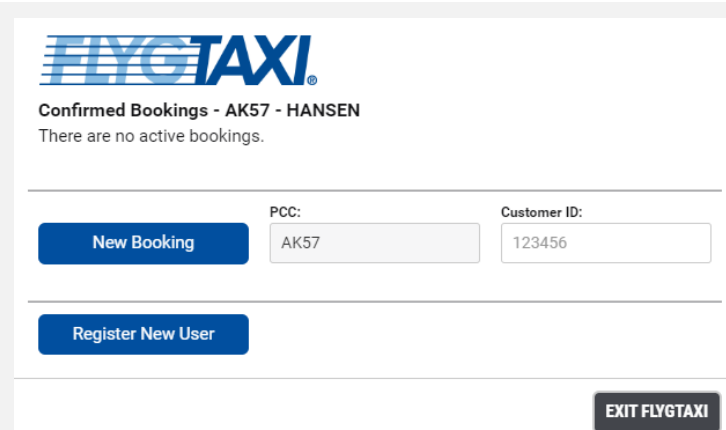 FLYGTAXI®
Confirmed Bookings - AK57 - HANSEN
There are no active bookings.
PCC:
Customer ID:
New Booking
AK57
123456
Register New User
EXIT FLYGTAXI